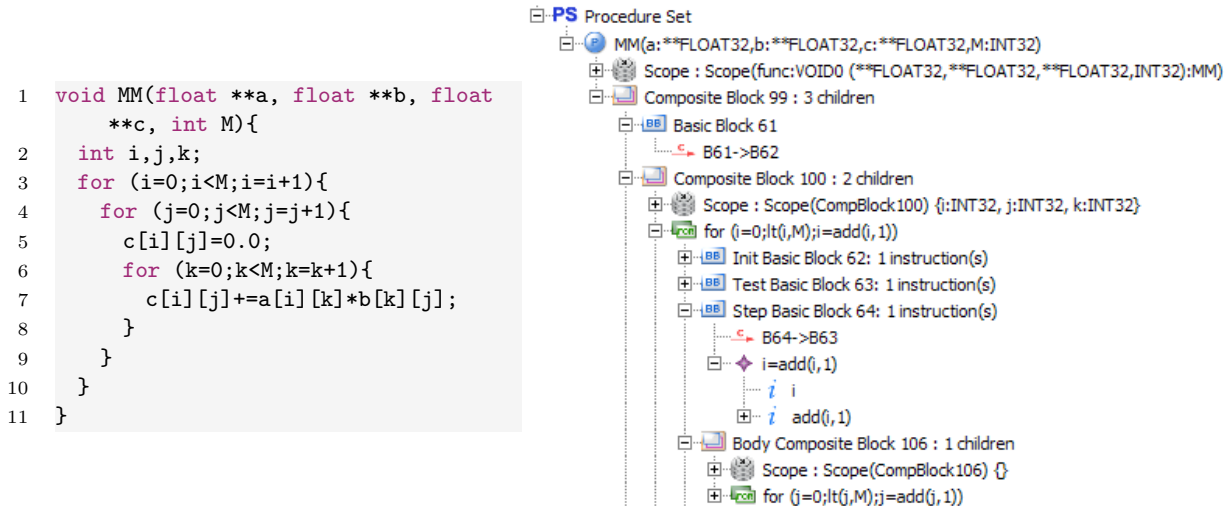 1 void MM(float **a, float **b, float
**c, int M){
2 int i,j,k;
3 for (i=0;i<M;i=i+1){
4 for (j=0;j<M;j=j+1){
5 c[i][j]=0.0;
6 for (k=0;k<M;k=k+1){
7 c[i][j]+=a[i][k]*b[k][j];
8 }
9 }
10 }
11 }
PS Procedure Set
P MM(a:**FLOAT32,b:**FLOAT32,c:**FLOAT32,M:INT32)
Scope : Scope(func:VOID0 (**FLOAT32,**FLOAT32,**FLOAT32,INT32):MM)
Composite Block 99 : 3 children
BB Basic Block 61
c B61->B62
Composite Block 100 : 2 children
Scope : Scope(CompBlock100) {i:INT32, j:INT32, k:INT32}
for (i=0;lt(i,M);i=add(i,1))
BB Init Basic Block 62: 1 instruction(s)
BB Test Basic Block 63: 1 instruction(s)
BB Step Basic Block 64: 1 instruction(s)
c B64->B63
i=add(i,1)
i i
i add(i,1)
Body Composite Block 106 : 1 children
Scope : Scope(CompBlock106) {}
for (j=0;lt(j,M);j=add(j,1))